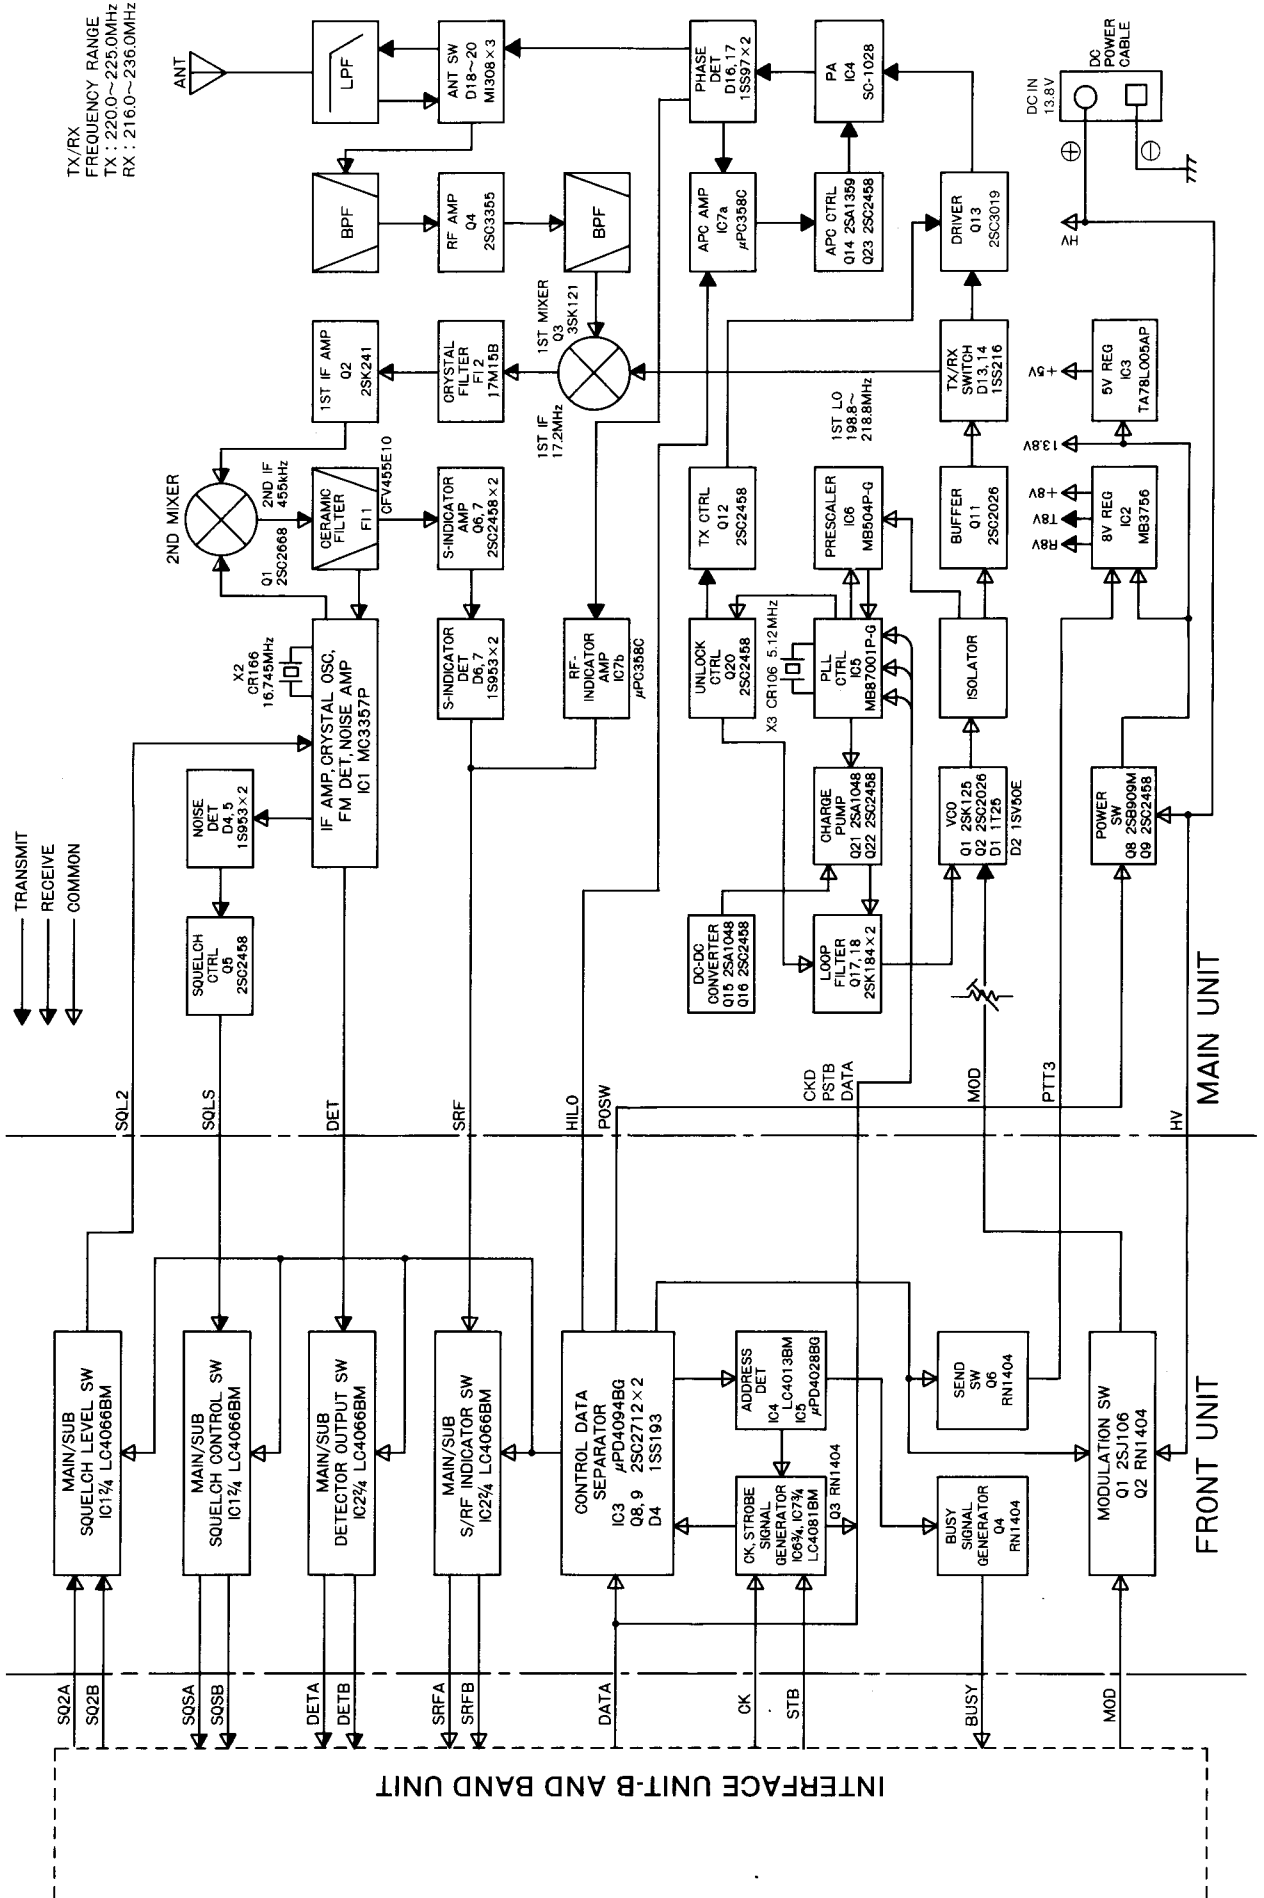 TX/RX
FREQUENCY RANGE
TX : 220.0~225.0MHz
RX : 216.0~236.0MHz
TRANSMIT
RECEIVE
COMMON
ANT
LPF
ANT SW
D18~20
MI308×3
PHASE
DET
D16, 17
1SS97×2
PA
IC4
SC-1028
DC IN
13.8V
DC
POWER
CABLE
⊕
⊖
BPF
RF AMP
Q4
2SC3355
BPF
APC AMP
IC7a
μPC358C
APC CTRL
Q14 2SA1359
Q23 2SC2458
DRIVER
Q13
2SC3019
HV
1ST IF AMP
Q2
2SK241
CRYSTAL
FILTER
FI2
17M15B
1ST MIXER
Q3
3SK121
1ST IF
17.2MHz
TX/RX
SWITCH
D13, 14
1SS216
+5V
5V REG
IC3
TA78L005AP
2ND MIXER
Q1
2SC2668
2ND IF
455kHz
CERAMIC
FILTER
FI1
CFV455E10
S-INDICATOR
AMP
Q6, 7
2SC2458×2
TX CTRL
Q12
2SC2458
1ST LO
198.8~
218.8MHz
PRESCALER
IC6
MB504P-G
BUFFER
Q11
2SC2026
13.8V
+8V
T8V
R8V
8V REG
IC2
MB3756
X2
CR166
16.745MHz
IF AMP, CRYSTAL OSC,
FM DET, NOISE AMP
IC1 MC3357P
S-INDICATOR
DET
D6, 7
1S953×2
RF-
INDICATOR
AMP
IC7b
μPC358C
UNLOCK
CTRL
Q20
2SC2458
X3 CR106 5.12MHz
PLL
CTRL
IC5
MB87001P-G
ISOLATOR
NOISE
DET
D4, 5
1S953×2
CHARGE
PUMP
Q21 2SA1048
Q22 2SC2458
VCO
Q1 2SK125
Q2 2SC2026
D1 1T25
D2 1SV50E
POWER
SW
Q8 2SB909M
Q9 2SC2458
SQUELCH
CTRL
Q5
2SC2458
DC-DC
CONVERTER
Q15 2SA1048
Q16 2SC2458
LOOP
FILTER
Q17, 18
2SK184×2
MAIN UNIT
SQL2
SQLS
DET
SRF
HILO
POSW
CKD
PSTB
DATA
MOD
PTT3
HV
MAIN/SUB
SQUELCH LEVEL SW
IC1 2/4 LC4066BM
MAIN/SUB
SQUELCH CONTROL SW
IC1 2/4 LC4066BM
MAIN/SUB
DETECTOR OUTPUT SW
IC2 2/4 LC4066BM
MAIN/SUB
S/RF INDICATOR SW
IC2 2/4 LC4066BM
CONTROL DATA
SEPARATOR
IC3 μPD4094BG
Q8, 9 2SC2712×2
D4 1SS193
ADDRESS
DET
IC4 LC4013BM
IC5 μPD4028BG
SEND
SW
Q6
RN1404
CK, STROBE
SIGNAL
GENERATOR
IC6 3/4, IC7 3/4
LC4081BM
Q3 RN1404
BUSY
SIGNAL
GENERATOR
Q4
RN1404
MODULATION SW
Q1 2SJ106
Q2 RN1404
FRONT UNIT
SQ2A
SQ2B
SQSA
SQSB
DETA
DETB
SRFA
SRFB
DATA
CK
STB
BUSY
MOD
INTERFACE UNIT-B AND BAND UNIT